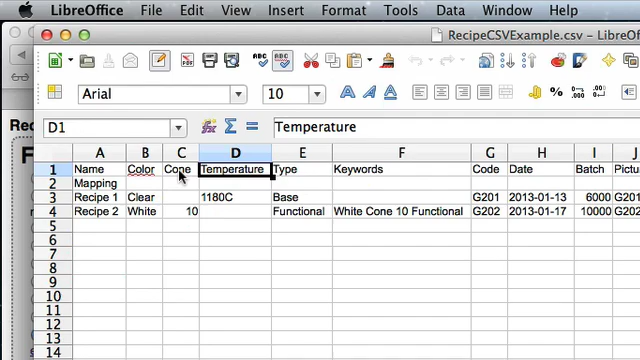 LibreOffice File Edit View Insert Format Tools Data Window Help
RecipeCSVExample.csv - LibreOffi
Arial 10
D1 Temperature
A B C D E F G H I J
1 Name Color Cone Temperature Type Keywords Code Date Batch Pictu
2 Mapping
3 Recipe 1 Clear 1180C Base G201 2013-01-13 6000 G201
4 Recipe 2 White 10 Functional White Cone 10 Functional G202 2013-01-17 10000 G202
5
6
7
8
9
10
11
12
13
14